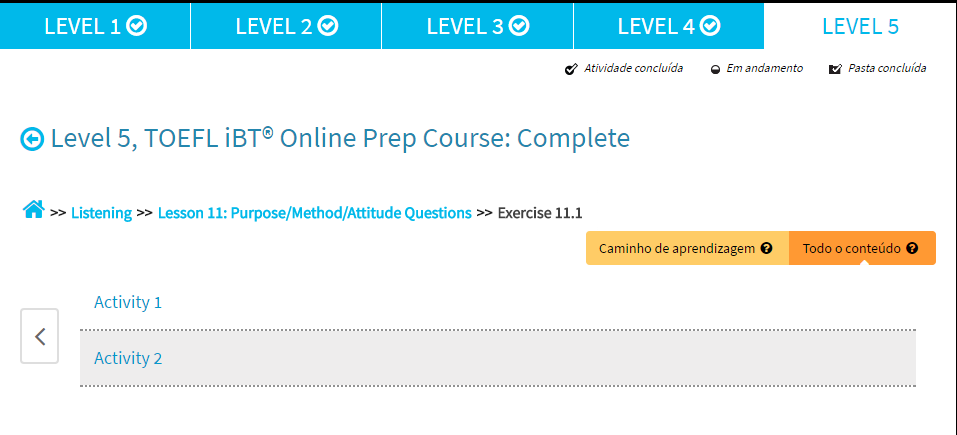 LEVEL 1 LEVEL 2 LEVEL 3 LEVEL 4 LEVEL 5
Atividade concluída Em andamento Pasta concluída
Level 5, TOEFL iBT® Online Prep Course: Complete
>> Listening >> Lesson 11: Purpose/Method/Attitude Questions >> Exercise 11.1
Caminho de aprendizagem ? Todo o conteúdo ?
Activity 1
Activity 2